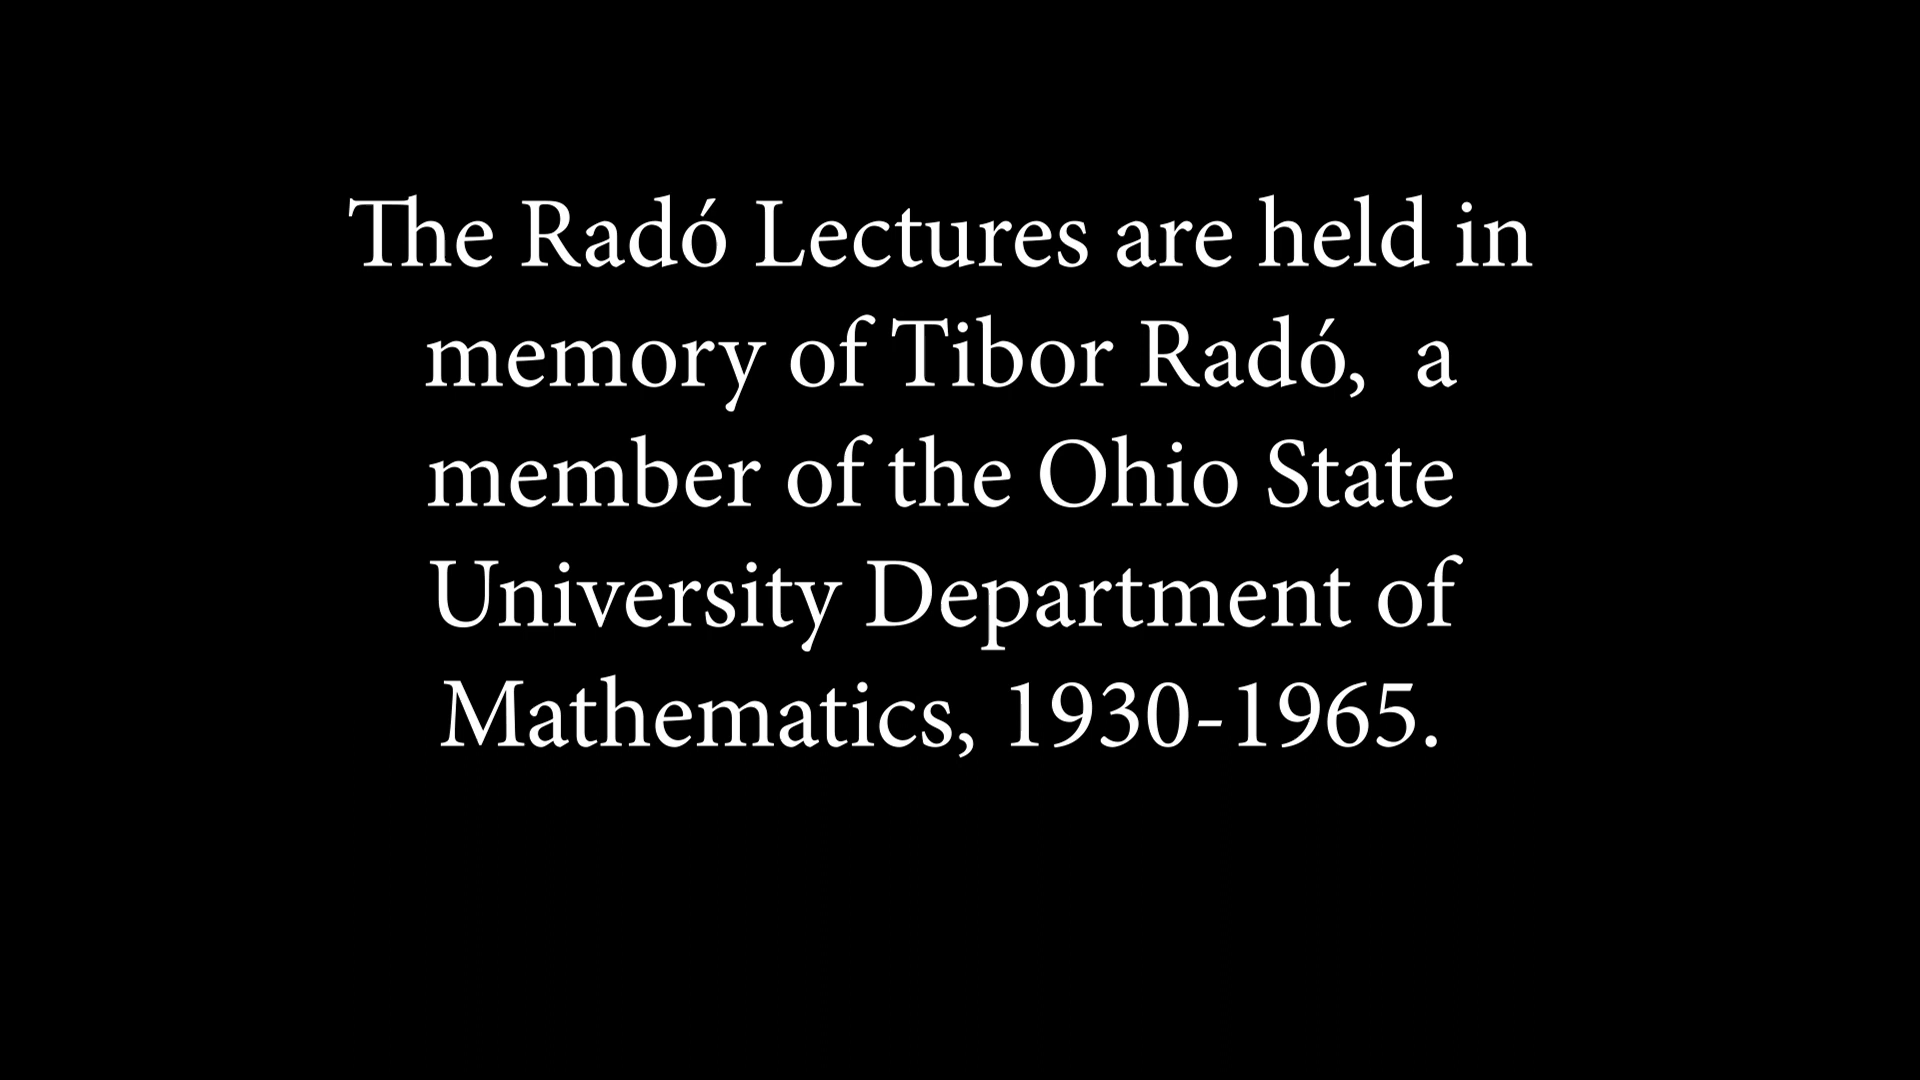 The Radó Lectures are held in
memory of Tibor Radó,  a
member of the Ohio State
University Department of
Mathematics, 1930-1965.